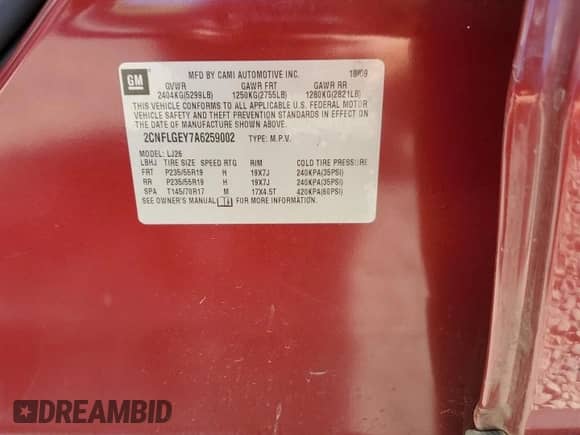 GM
MFD BY CAMI AUTOMOTIVE INC.
GVWR GAWR FRT GAWR RR
2404KG(5299LB) 1250KG(2755LB) 1280KG(2821LB)
THIS VEHICLE CONFORMS TO ALL APPLICABLE U.S. FEDERAL MOTOR
VEHICLE SAFETY AND THEFT PREVENTION STANDARDS IN EFFECT ON
THE DATE OF MANUFACTURE SHOWN ABOVE.
2CNFLGEY7A6259002 TYPE: M.P.V.
MODEL: LJ26
LBHJ TIRE SIZE SPEED RTG RIM COLD TIRE PRESSURE
FRT P235/55R19 H 19X7J 240KPA(35PSI)
RR P235/55R19 H 19X7J 240KPA(35PSI)
SPA T145/70R17 M 17X4.5T 420KPA(60PSI)
SEE OWNER'S MANUAL FOR MORE INFORMATION.
DREAMBID